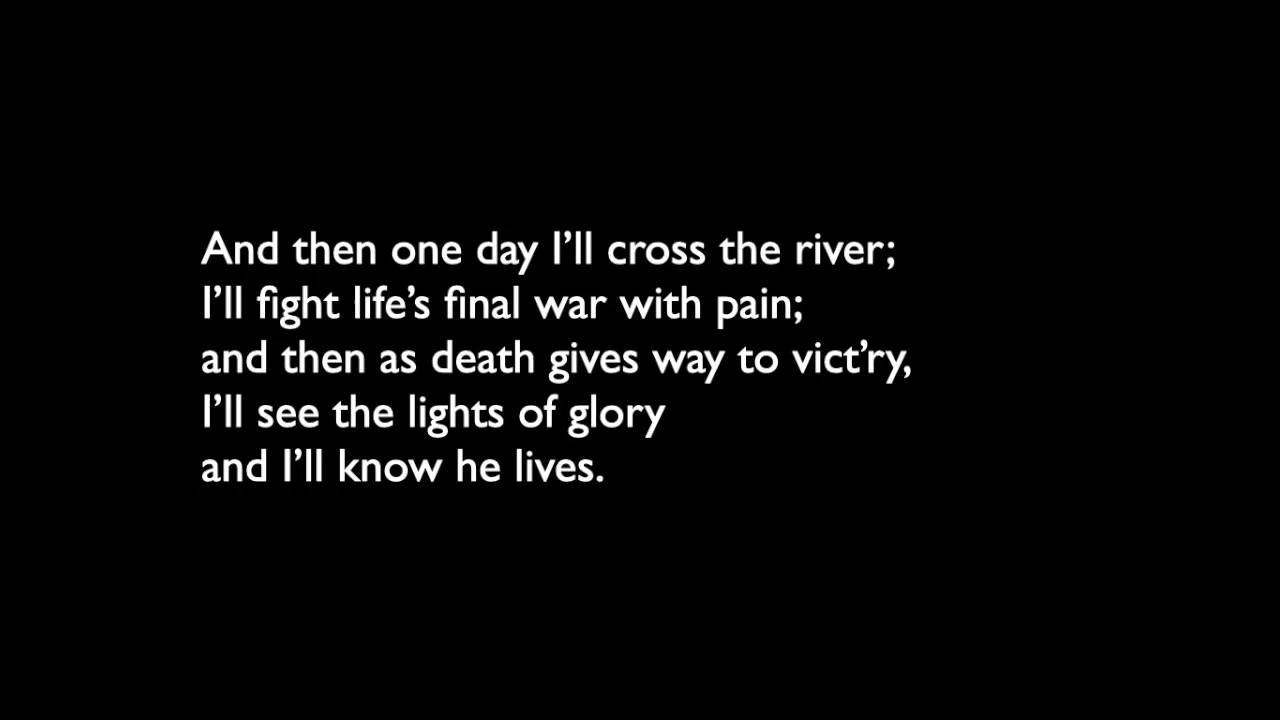 And then one day I’ll cross the river;
I’ll fight life’s final war with pain;
and then as death gives way to vict’ry,
I’ll see the lights of glory
and I’ll know he lives.